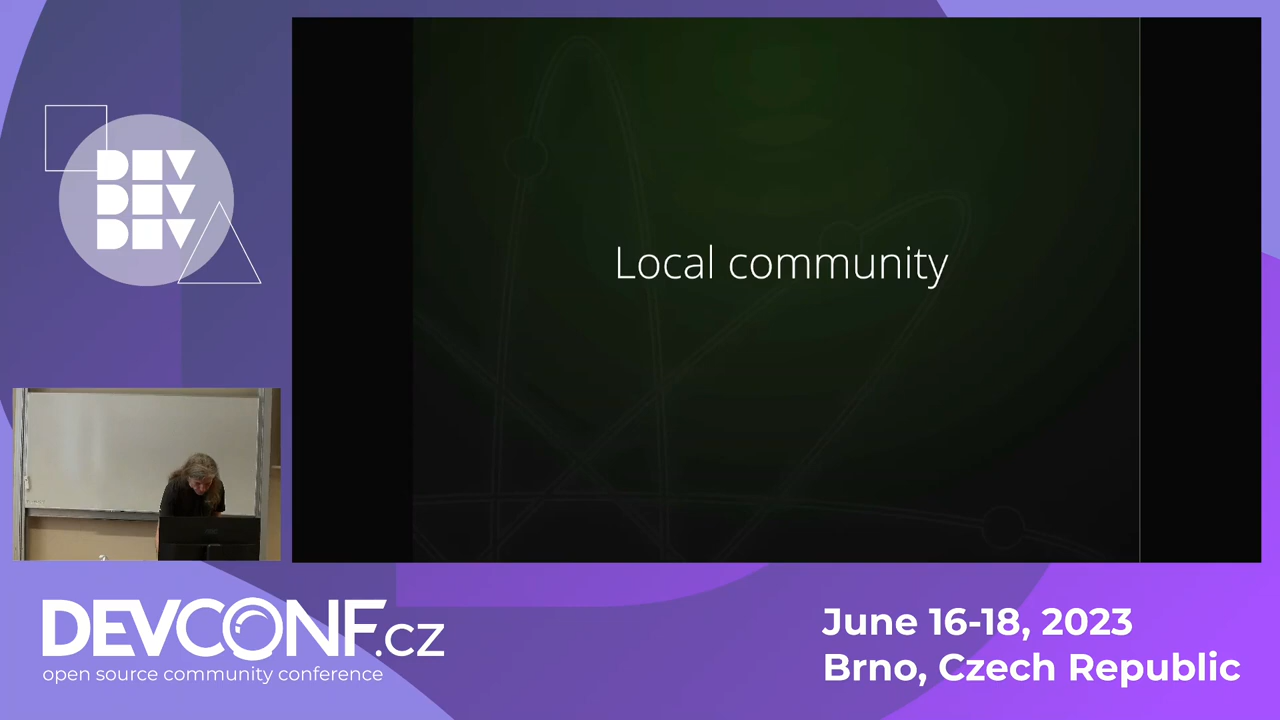 DEV
DEV
DEV
Local community
DEVCONF.cz
open source community conference
June 16-18, 2023
Brno, Czech Republic